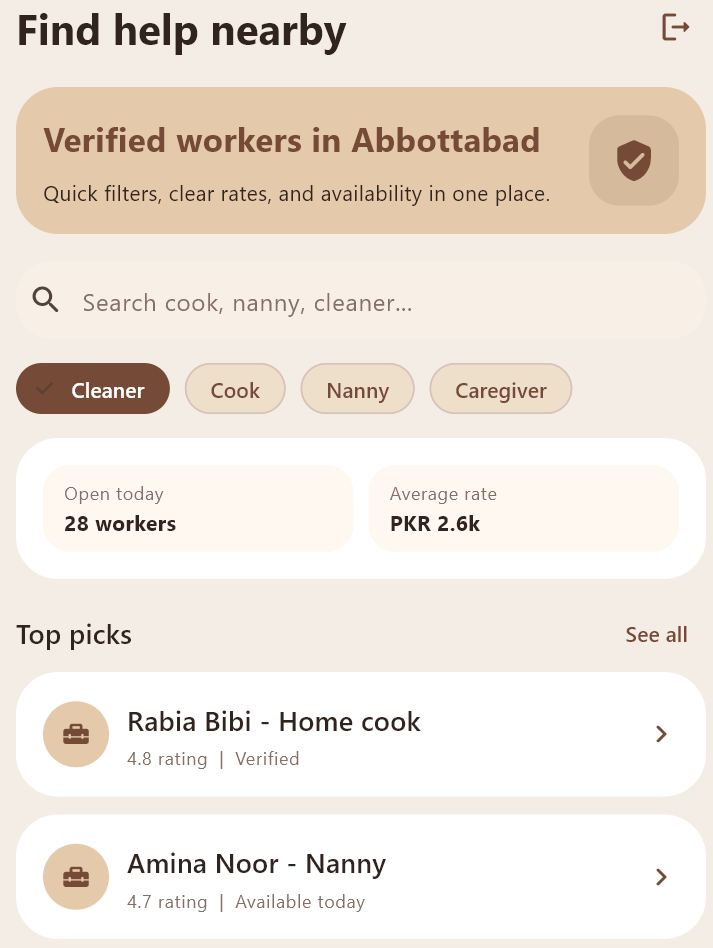 Find help nearby
Verified workers in Abbottabad
Quick filters, clear rates, and availability in one place.
Search cook, nanny, cleaner...
Cleaner
Cook
Nanny
Caregiver
Open today
28 workers
Average rate
PKR 2.6k
Top picks
See all
Rabia Bibi - Home cook
4.8 rating | Verified
Amina Noor - Nanny
4.7 rating | Available today